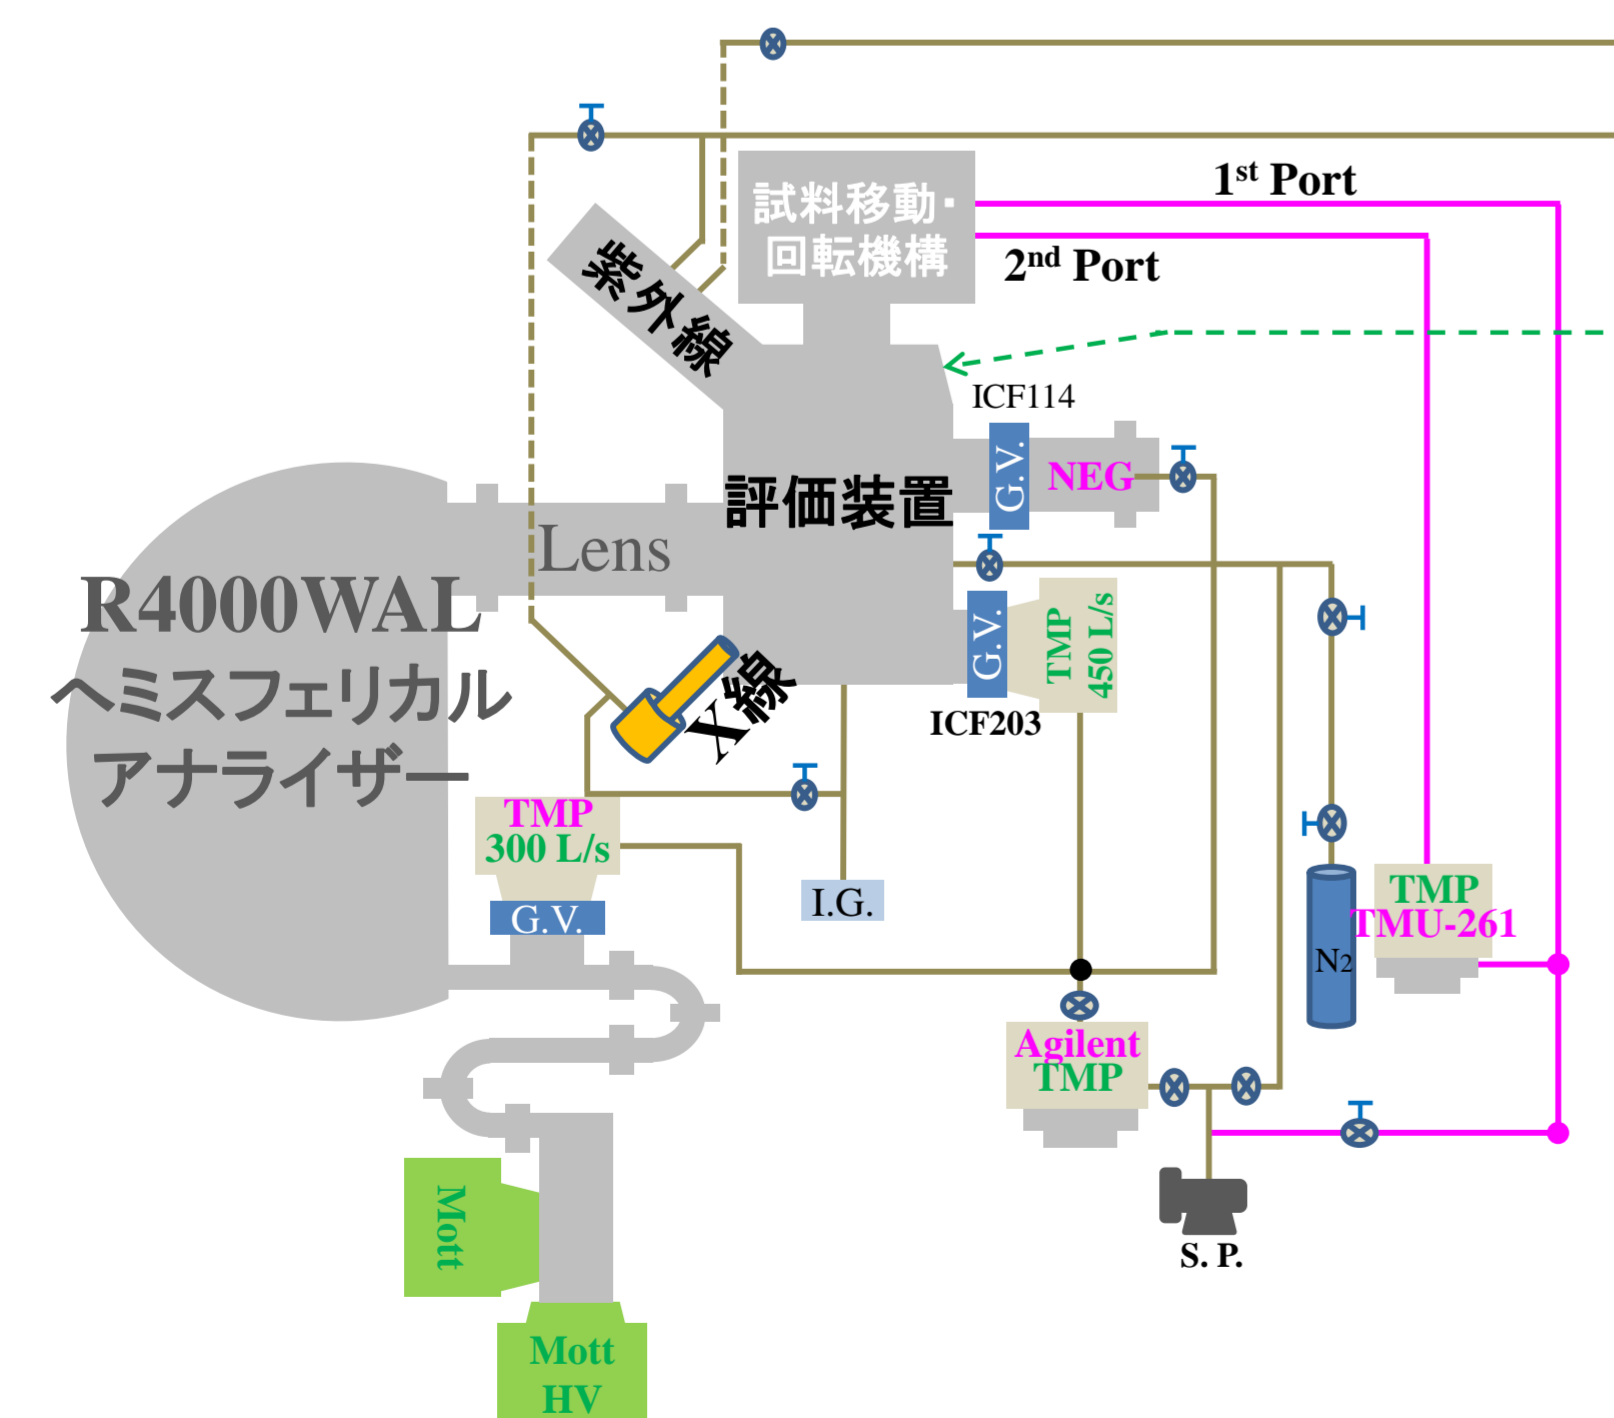 1st Port
試料移動・
回転機構
2nd Port
紫外線
ICF114
G.V.
NEG
評価装置
Lens
R4000WAL
ヘミスフェリカル
アナライザー
G.V.
TMP
450 L/s
ICF203
X線
TMP
300 L/s
G.V.
I.G.
TMP
TMU-261
N2
Agilent
TMP
S. P.
Mott
Mott
HV